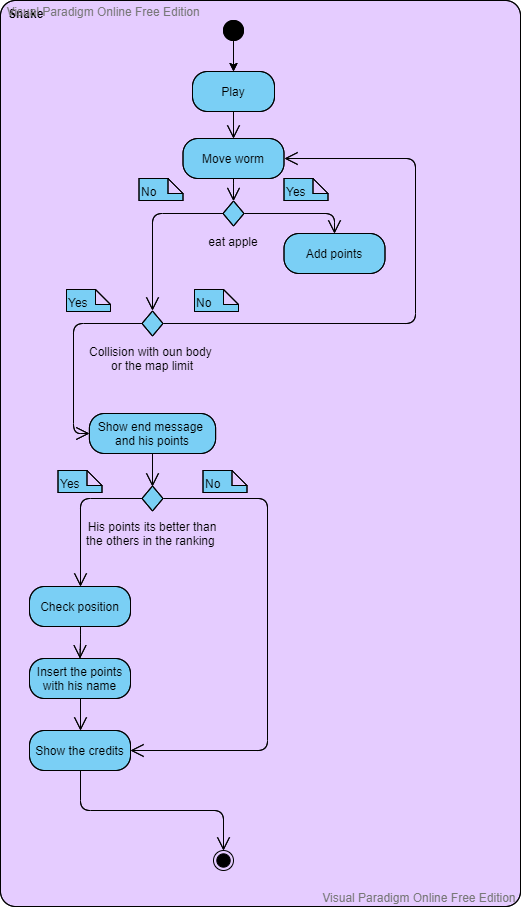 Visual Paradigm Online Free Edition
Snake
Play
Move worm
No
Yes
eat apple
Add points
Yes
No
Collision with oun body
or the map limit
Show end message
and his points
Yes
No
His points its better than
the others in the ranking
Check position
Insert the points
with his name
Show the credits
Visual Paradigm Online Free Edition